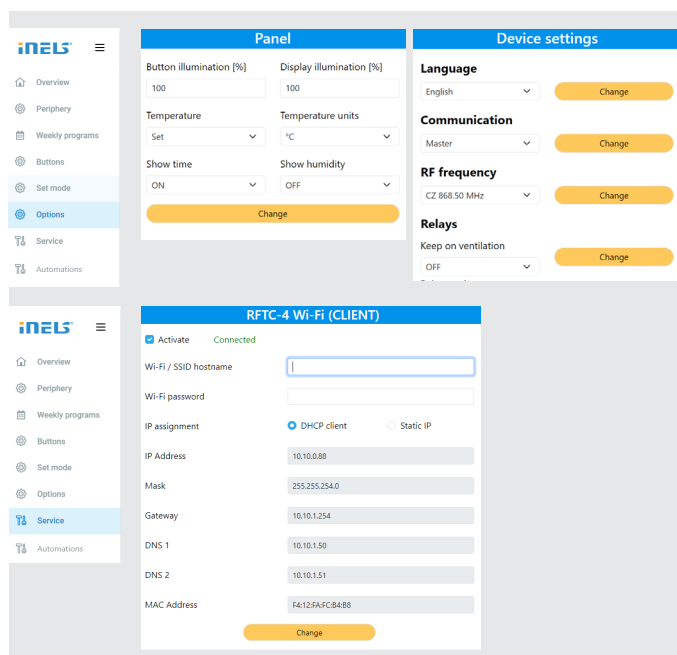 iNELS
Overview
Periphery
Weekly programs
Buttons
Set mode
Options
Service
Automations
Panel
Button illumination [%]
Display illumination [%]
100
100
Temperature
Temperature units
Set
°C
Show time
Show humidity
ON
OFF
Change
Device settings
Language
English
Change
Communication
Master
Change
RF frequency
CZ 868.50 MHz
Change
Relays
Keep on ventilation
OFF
Change
iNELS
Overview
Periphery
Weekly programs
Buttons
Set mode
Options
Service
Automations
RFTC-4 Wi-Fi (CLIENT)
Activate Connected
Wi-Fi / SSID hostname
Wi-Fi password
IP assignment DHCP client Static IP
IP Address 10.10.0.88
Mask 255.255.254.0
Gateway 10.10.1.254
DNS 1 10.10.1.50
DNS 2 10.10.1.51
MAC Address F4:12:FA:FC:B4:B8
Change